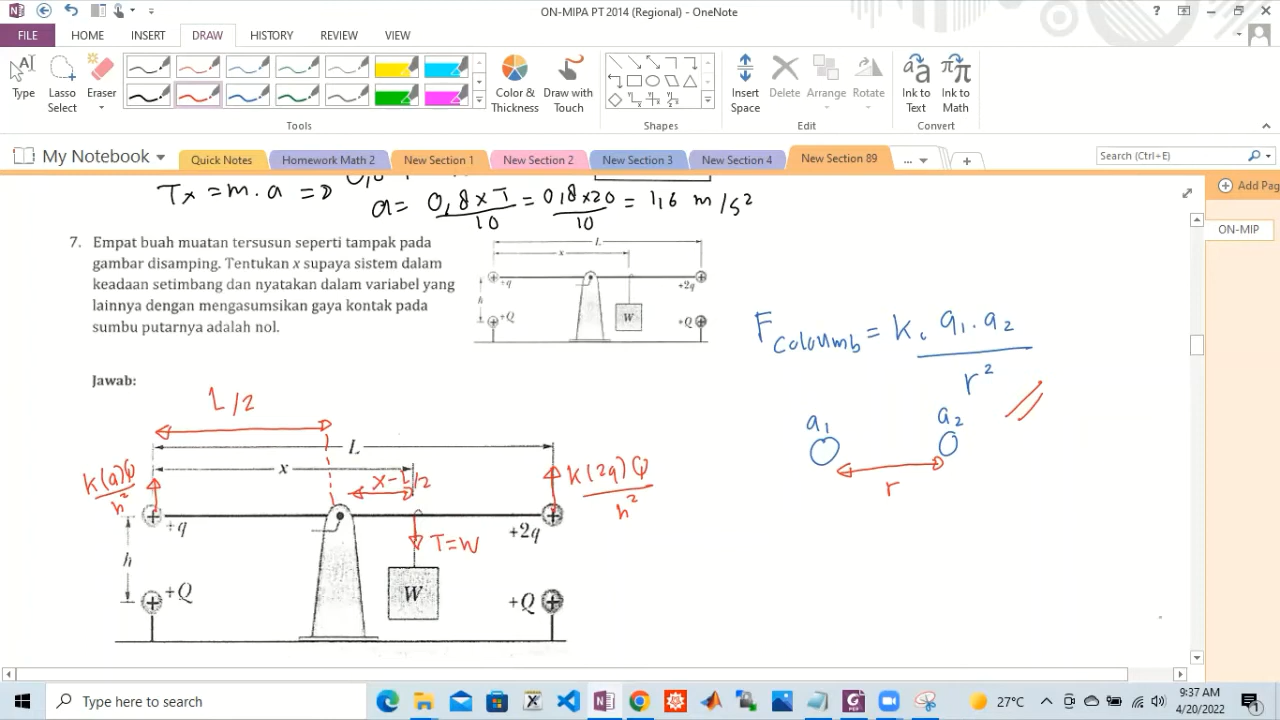 ON-MIPA PT 2014 (Regional) - OneNote
FILE HOME INSERT DRAW HISTORY REVIEW VIEW
Type
Lasso
Select
Eraser
Color &
Thickness
Draw with
Touch
Insert
Space
Delete Arrange Rotate
Ink to
Text
Ink to
Math
Tools Shapes Edit Convert
My Notebook Quick Notes Homework Math 2 New Section 1 New Section 2 New Section 3 New Section 4 New Section 89 ... + Search (Ctrl+E)
Add Pag
ON-MIP
Tx = m . a =>
a = 0,8 x T / 10 = 0,8 x 20 / 10 = 1,6 m/s²
7. Empat buah muatan tersusun seperti tampak pada
gambar disamping. Tentukan x supaya sistem dalam
keadaan setimbang dan nyatakan dalam variabel yang
lainnya dengan mengasumsikan gaya kontak pada
sumbu putarnya adalah nol.
L
x
+q +2q
h
+Q W +Q
F coloumb = k . q1 . q2 / r²
Jawab:
L/2
L
x
x - L/2
k(q)Q / h²
k(2q)Q / h²
q1 q2
r
+q +2q
T=W
h
+Q W +Q
Type here to search
27°C
9:37 AM
4/20/2022